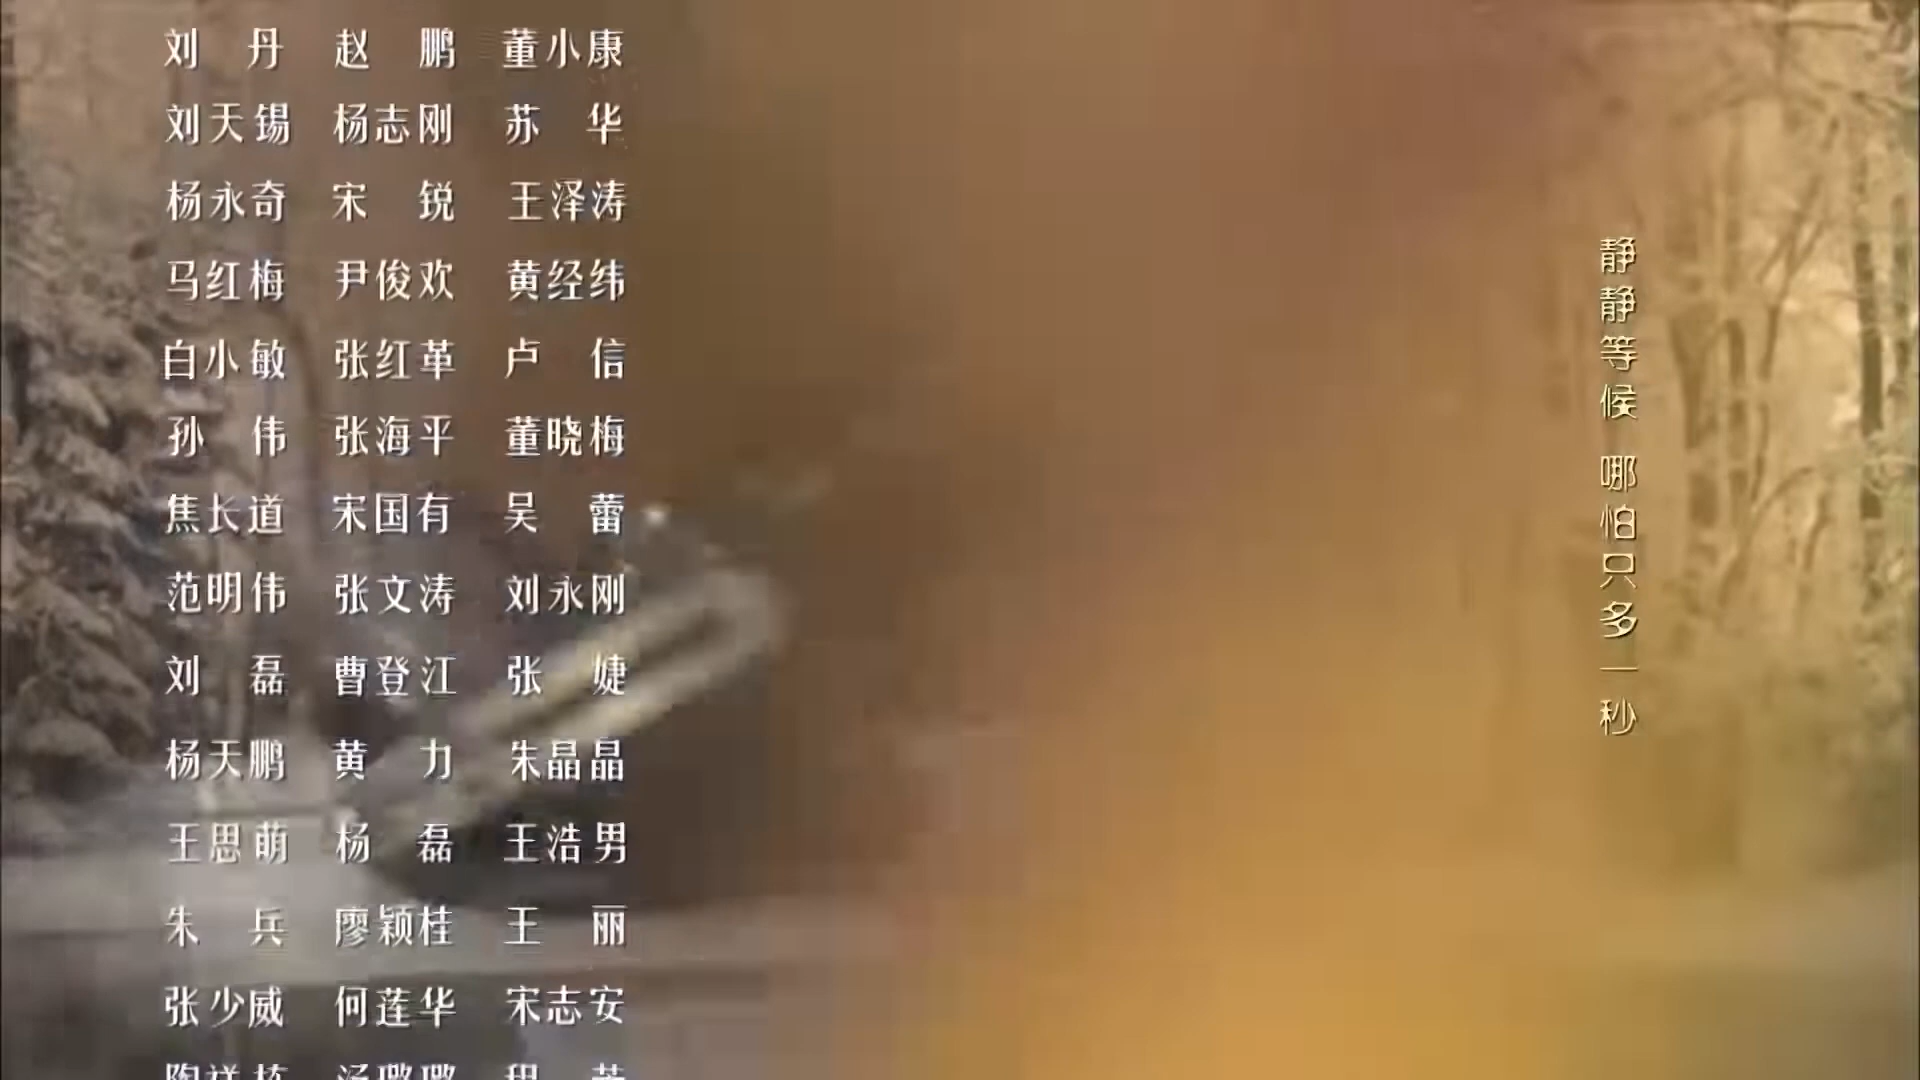 刘　丹　赵　鹏　董小康
刘天锡　杨志刚　苏　华
杨永奇　宋　锐　王泽涛
马红梅　尹俊欢　黄经纬
白小敏　张红革　卢　信
孙　伟　张海平　董晓梅
焦长道　宋国有　吴　蕾
范明伟　张文涛　刘永刚
刘　磊　曹登江　张　婕
杨天鹏　黄　力　朱晶晶
王思萌　杨　磊　王浩男
朱　兵　廖颖桂　王　丽
张少威　何莲华　宋志安
静静等候 哪怕只多一秒